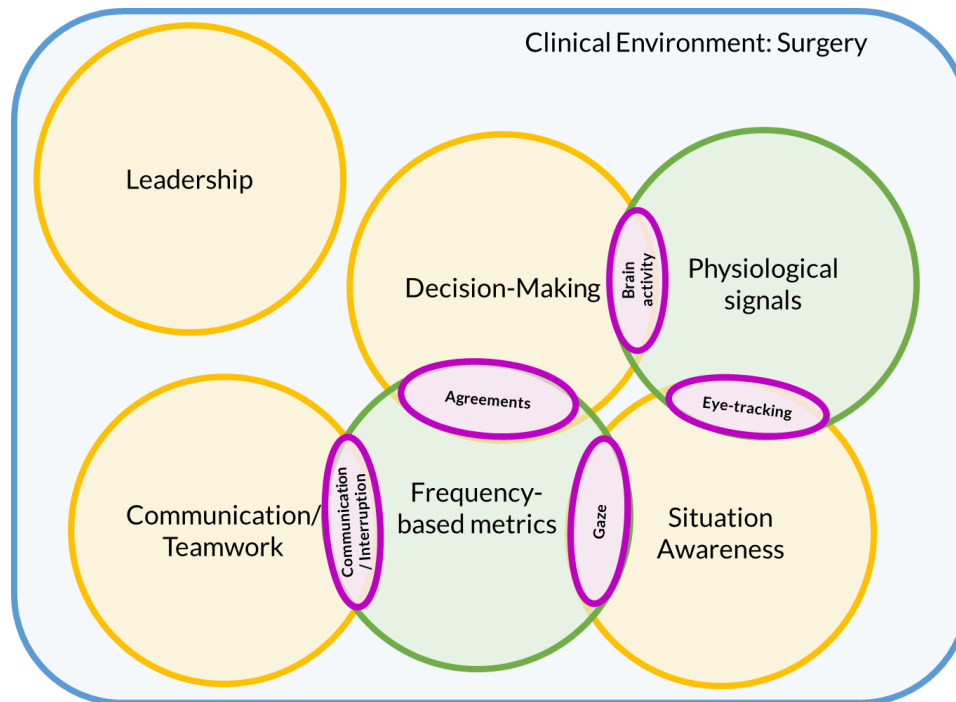 Clinical Environment: Surgery
Leadership
Decision-Making
Brain
activity
Physiological
signals
Agreements
Eye-tracking
Communication/
Teamwork
Communication
/ Interruption
Frequency-
based metrics
Gaze
Situation
Awareness